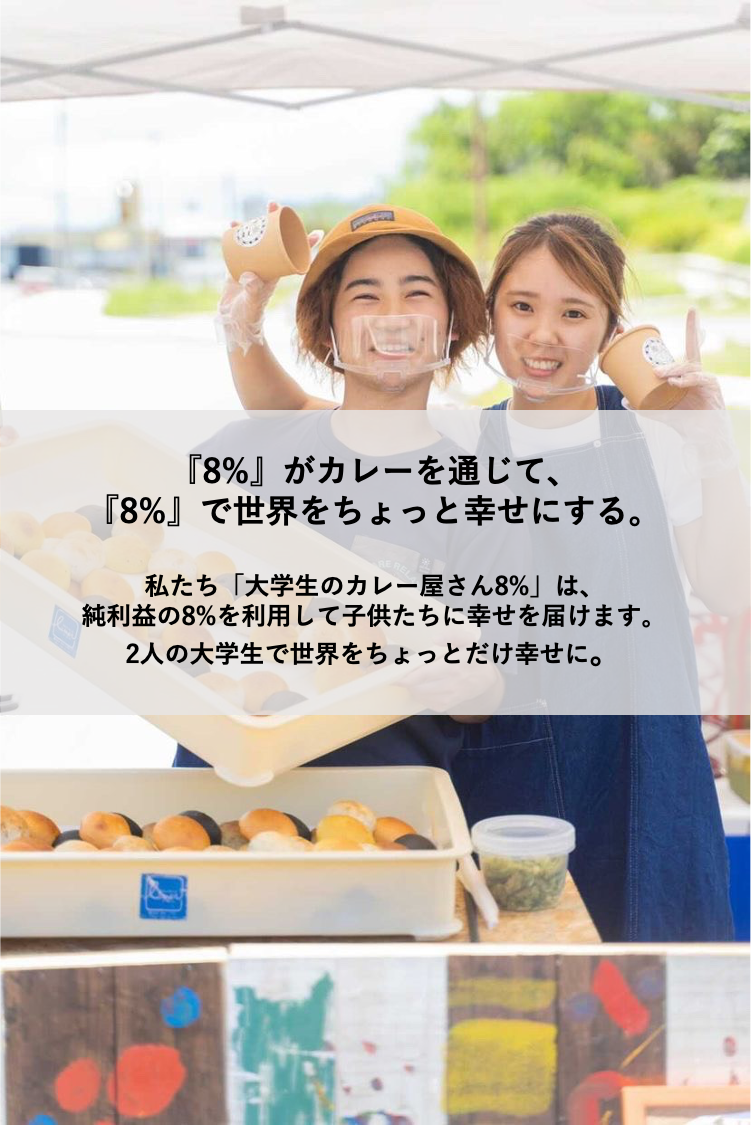 『8%』がカレーを通じて、
『8%』で世界をちょっと幸せにする。
私たち「大学生のカレー屋さん8%」は、
純利益の8%を利用して子供たちに幸せを届けます。
2人の大学生で世界をちょっとだけ幸せに。